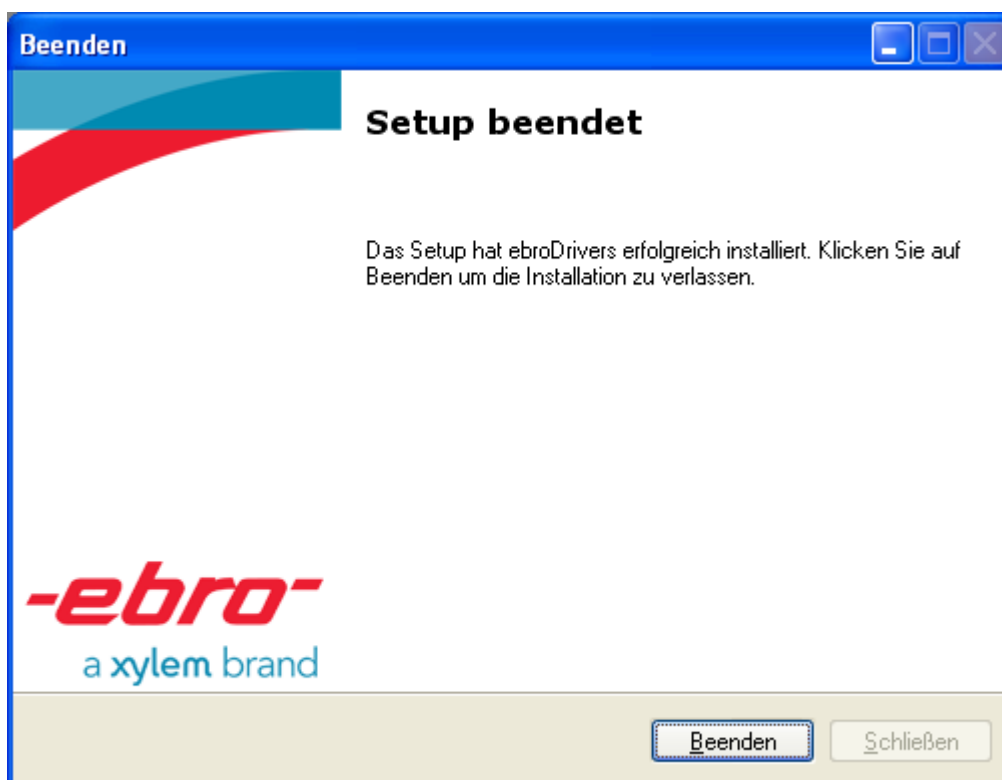 Beenden
Setup beendet
Das Setup hat ebroDrivers erfolgreich installiert. Klicken Sie auf
Beenden um die Installation zu verlassen.
-ebro-
a xylem brand
Beenden
Schließen